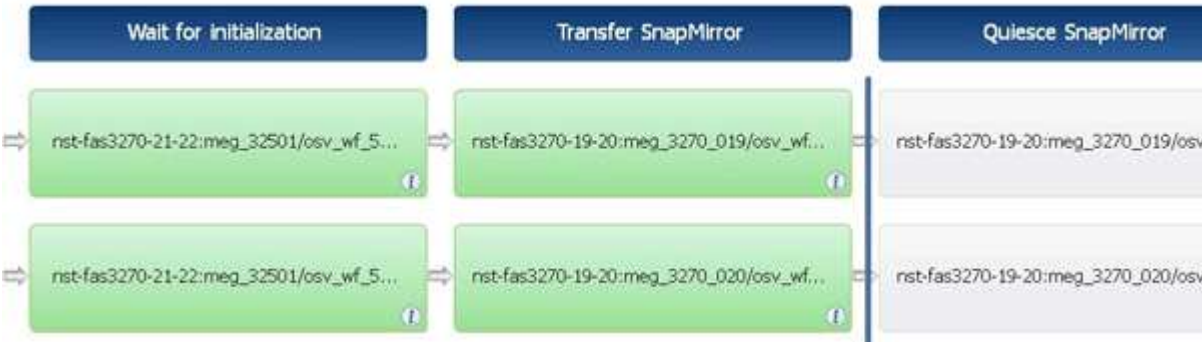 Wait for initialization
Transfer SnapMirror
Quiesce SnapMirror
nst-fas3270-21-22:meg_32501/osv_wf_5...
nst-fas3270-19-20:meg_3270_019/osv_wf...
nst-fas3270-19-20:meg_3270_019/osv
nst-fas3270-21-22:meg_32501/osv_wf_5...
nst-fas3270-19-20:meg_3270_020/osv_wf...
nst-fas3270-19-20:meg_3270_020/osv